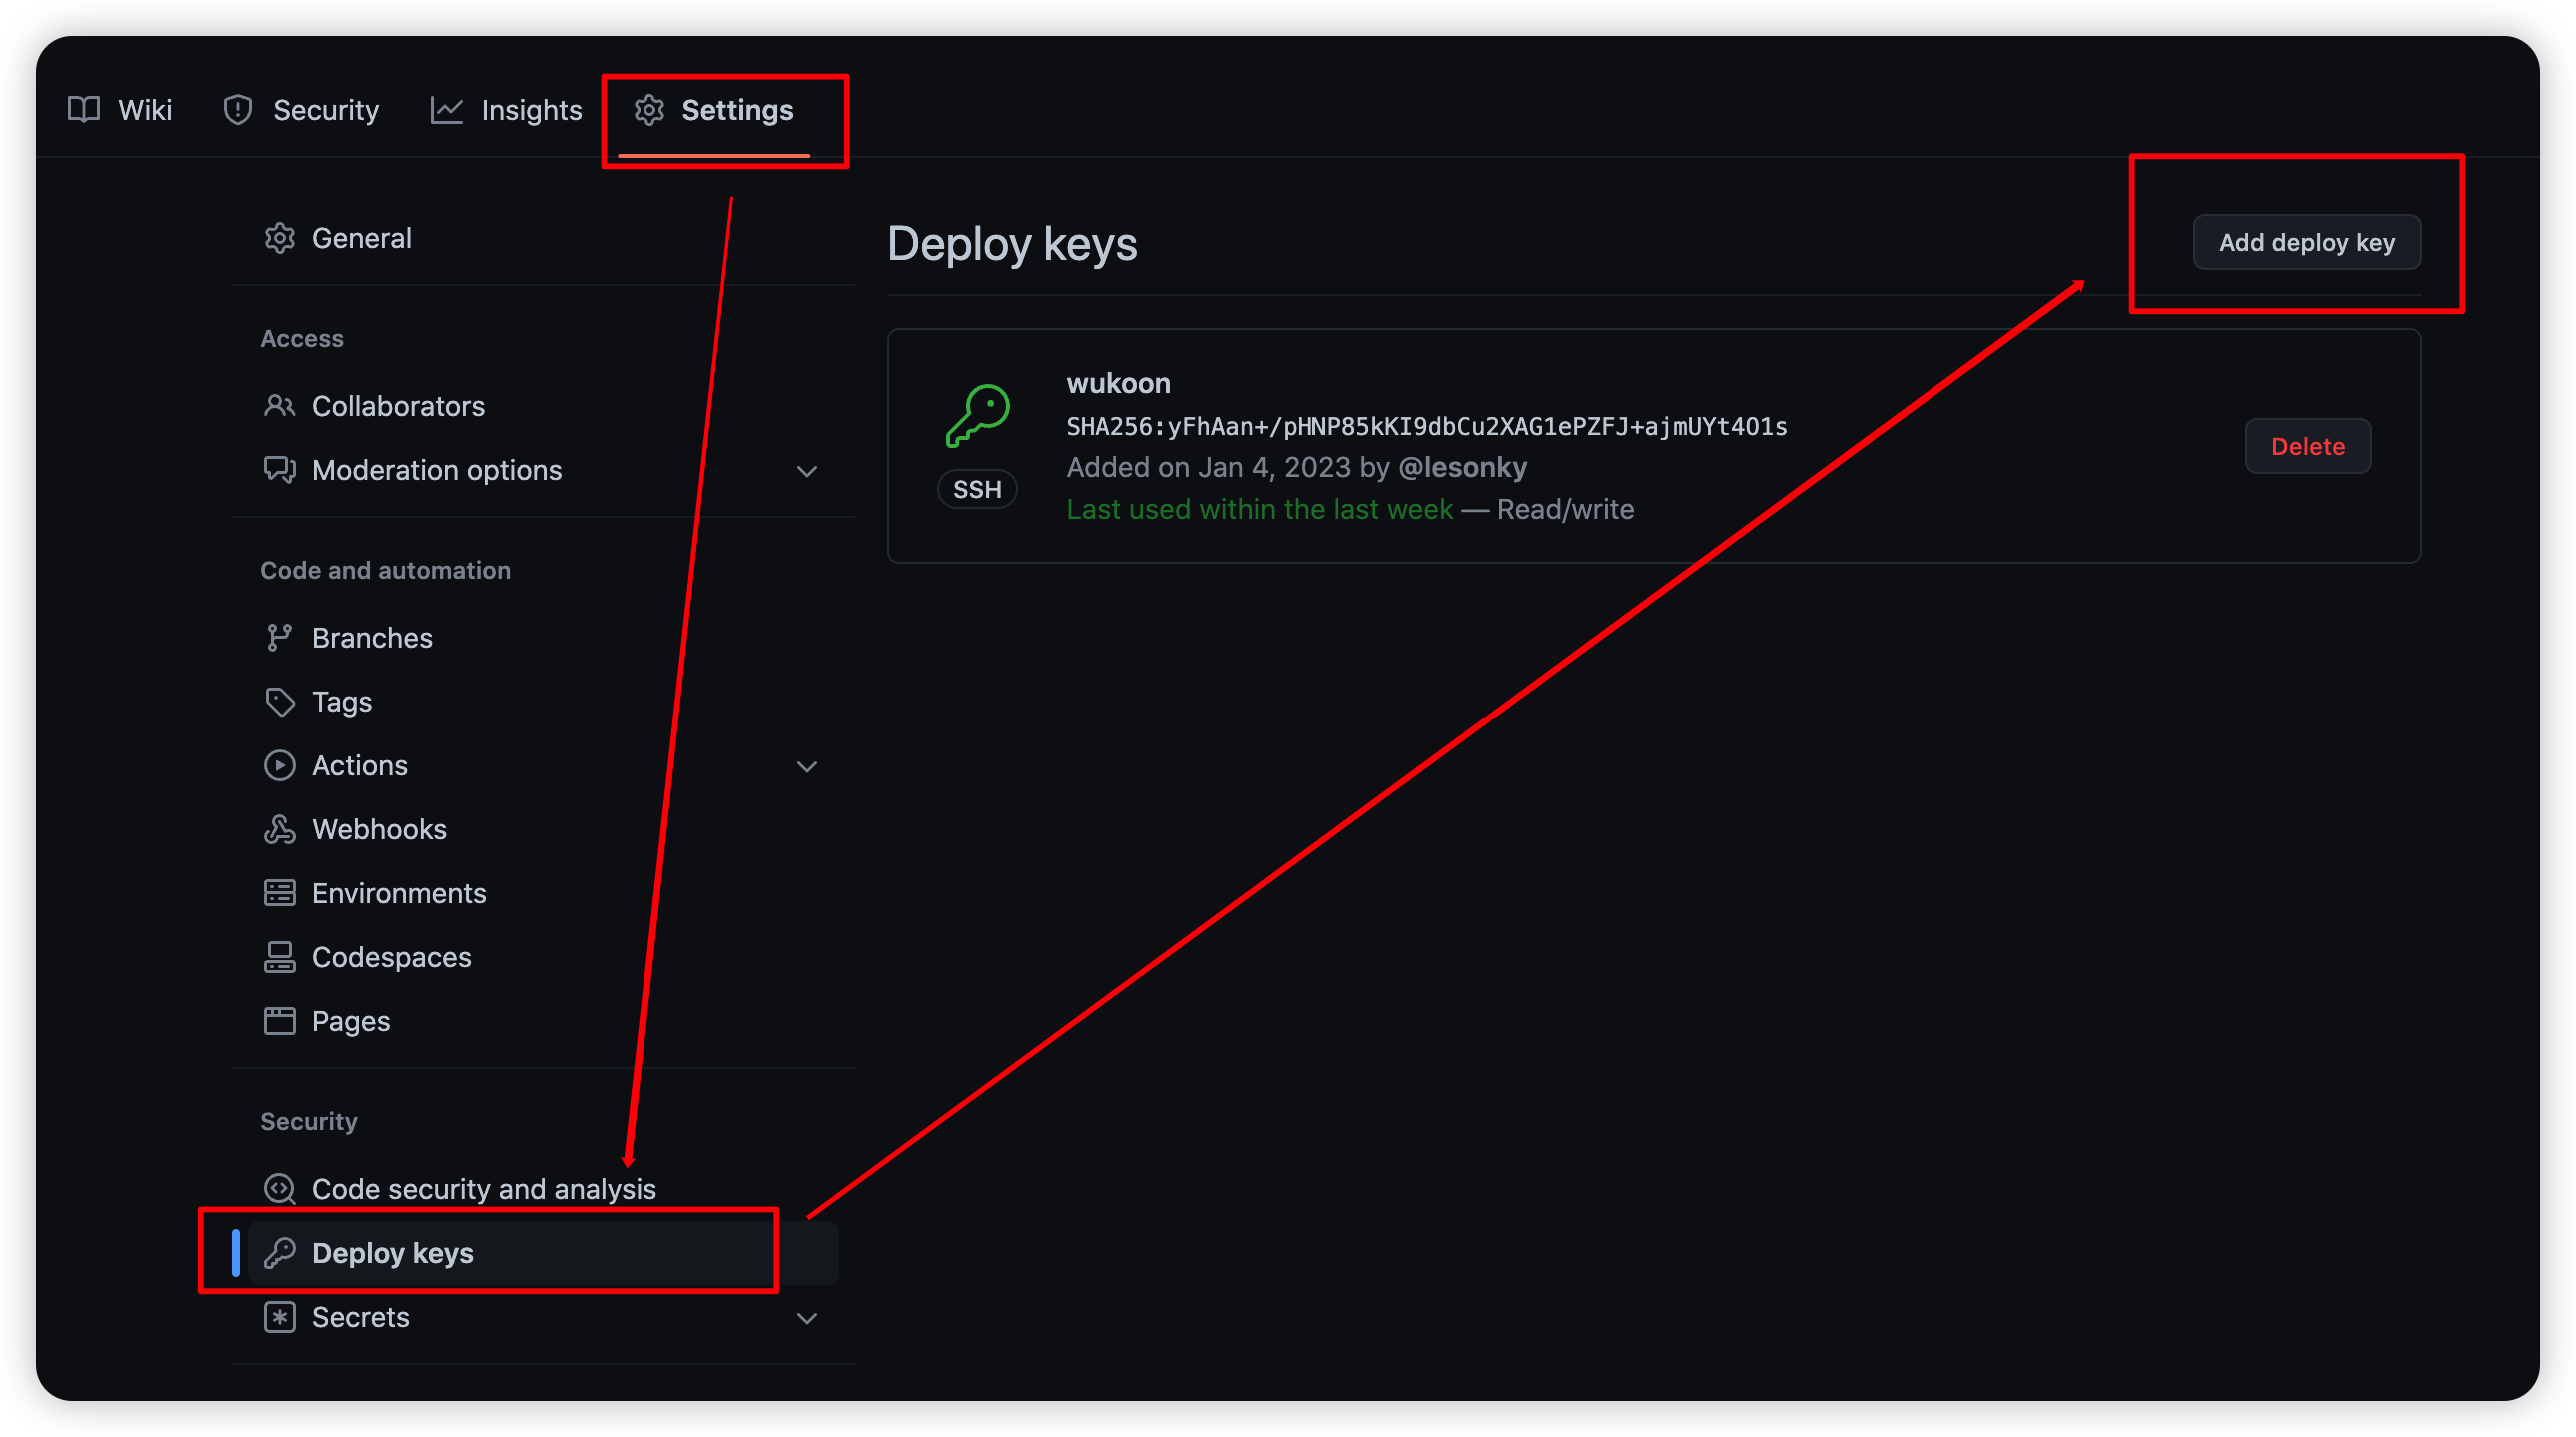 Wiki Security Insights Settings
General
Access
Collaborators
Moderation options
Code and automation
Branches
Tags
Actions
Webhooks
Environments
Codespaces
Pages
Security
Code security and analysis
Deploy keys
Secrets
Deploy keys
Add deploy key
wukoon
SHA256:yFhAan+/pHNP85kKI9dbCu2XAG1ePZFJ+ajmUYt4O1s
Added on Jan 4, 2023 by @lesonky
Last used within the last week — Read/write
SSH
Delete